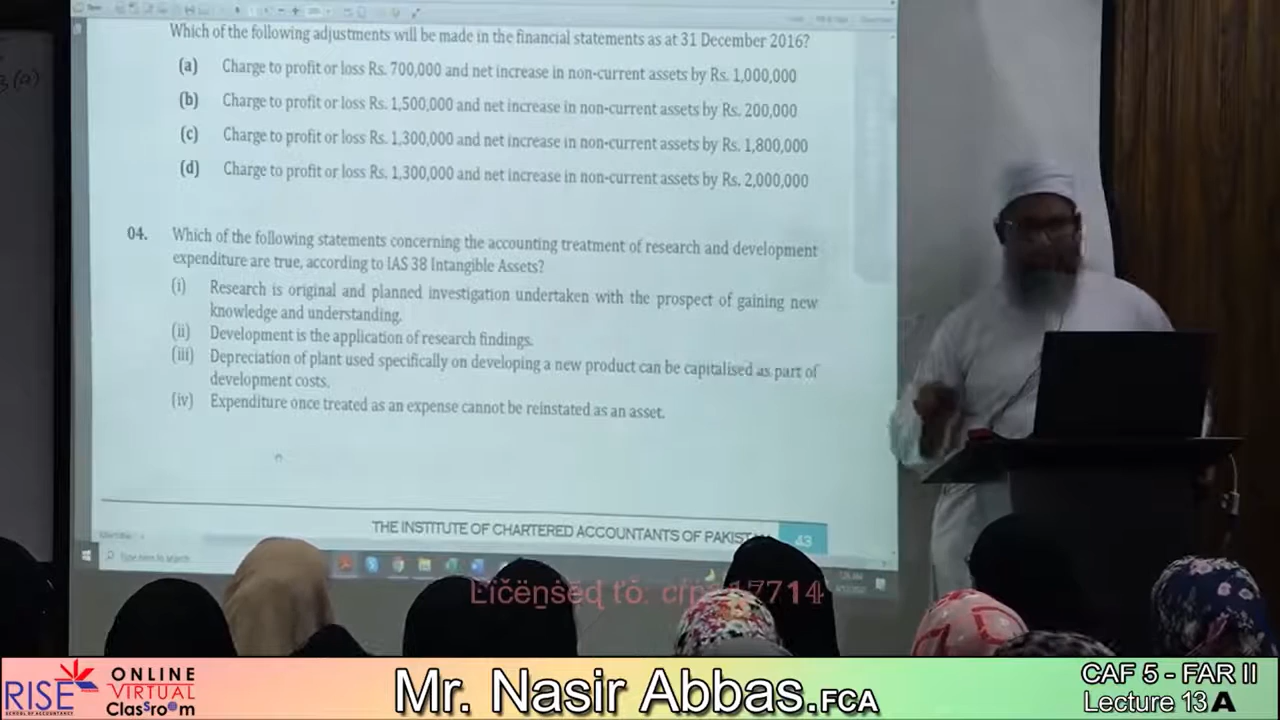 3(a)
Which of the following adjustments will be made in the financial statements as at 31 December 2016?
(a) Charge to profit or loss Rs. 700,000 and net increase in non-current assets by Rs. 1,000,000
(b) Charge to profit or loss Rs. 1,500,000 and net increase in non-current assets by Rs. 200,000
(c) Charge to profit or loss Rs. 1,300,000 and net increase in non-current assets by Rs. 1,800,000
(d) Charge to profit or loss Rs. 1,300,000 and net increase in non-current assets by Rs. 2,000,000
04. Which of the following statements concerning the accounting treatment of research and development
expenditure are true, according to IAS 38 Intangible Assets?
(i) Research is original and planned investigation undertaken with the prospect of gaining new
knowledge and understanding.
(ii) Development is the application of research findings.
(iii) Depreciation of plant used specifically on developing a new product can be capitalised as part of
development costs.
(iv) Expenditure once treated as an expense cannot be reinstated as an asset.
THE INSTITUTE OF CHARTERED ACCOUNTANTS OF 43
Type here to search
Licensed to:
RISE
SCHOOL OF ACCOUNTANCY
ONLINE
VIRTUAL
ClasSro@m
Mr. Nasir Abbas.FCA
CAF 5 - FAR II
Lecture 13 A